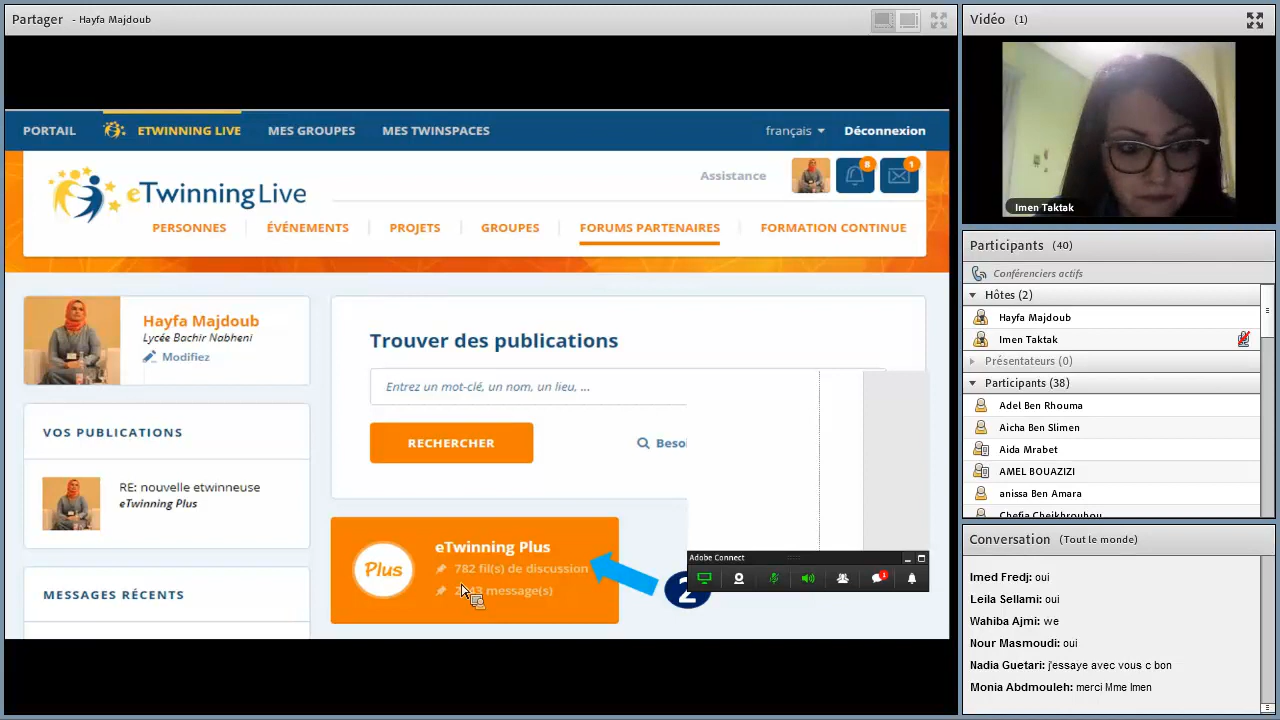 Partager - Hayfa Majdoub
PORTAIL ETWINNING LIVE MES GROUPES MES TWINSPACES français Déconnexion
eTwinning Live
Assistance 8 1
PERSONNES ÉVÉNEMENTS PROJETS GROUPES FORUMS PARTENAIRES FORMATION CONTINUE
Hayfa Majdoub
Lycée Bachir Nabheni
Modifiez
VOS PUBLICATIONS
RE: nouvelle etwinneuse
eTwinning Plus
MESSAGES RÉCENTS
Trouver des publications
Entrez un mot-clé, un nom, un lieu, ...
RECHERCHER
Plus
eTwinning Plus
782 fil(s) de discussion
message(s)
2
Adobe Connect
1
Vidéo (1)
Imen Taktak
Participants (40)
Conférenciers actifs
Hôtes (2)
Hayfa Majdoub
Imen Taktak
Présentateurs (0)
Participants (38)
Adel Ben Rhouma
Aicha Ben Slimen
Aida Mrabet
AMEL BOUAZIZI
anissa Ben Amara
Chefia Cheikhrouhou
Conversation (Tout le monde)
Imed Fredj: oui
Leila Sellami: oui
Wahiba Ajmi: we
Nour Masmoudi: oui
Nadia Guetari: j'essaye avec vous c bon
Monia Abdmouleh: merci Mme Imen